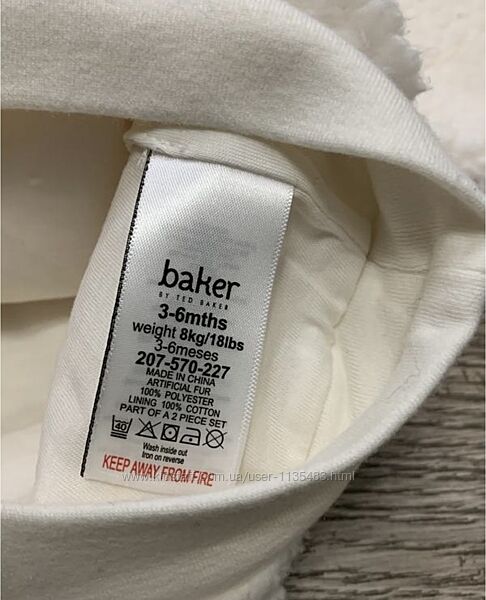 baker
BY TED BAKER
3-6mths
weight 8kg/18lbs
3-6meses
207-570-227
MADE IN CHINA
ARTIFICIAL FUR
100% POLYESTER
LINING 100% COTTON
PART OF A 2 PIECE SET
40
Wash inside out
Iron on reverse
KEEP AWAY FROM FIRE